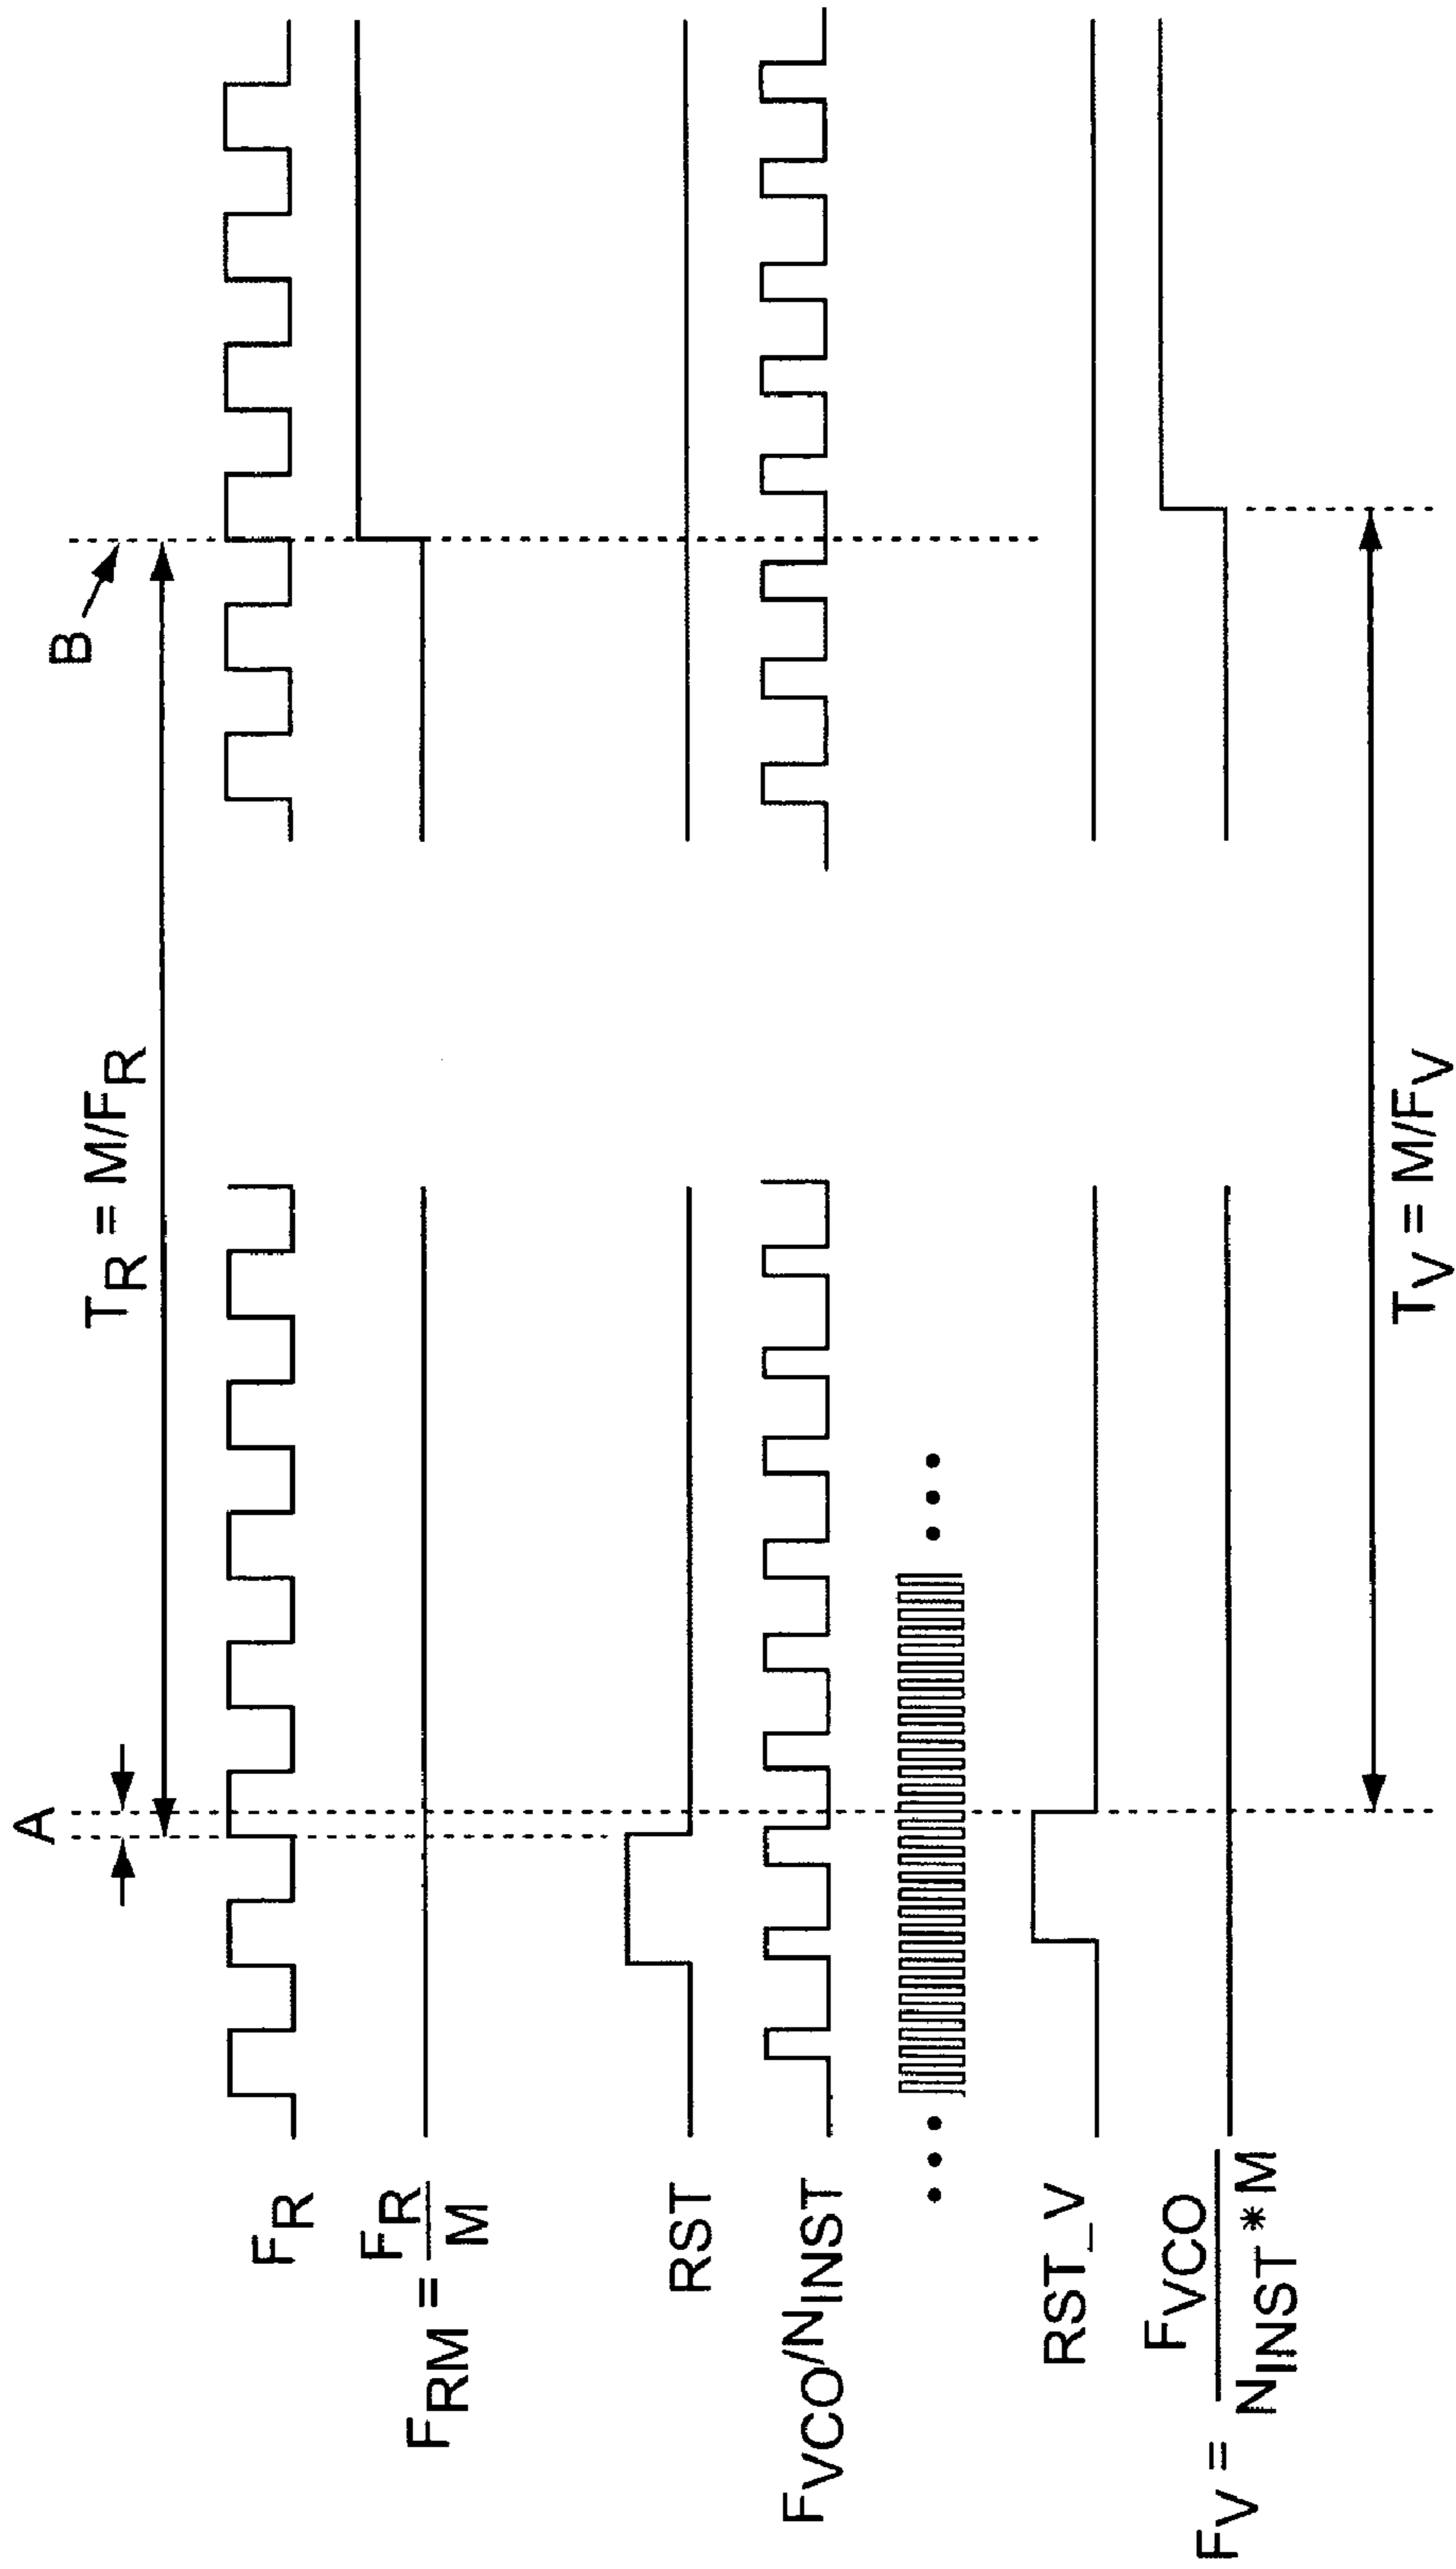 A
T_R = M/F_R
B
F_R
F_RM = F_R / M
RST
F_VCO/N_INST
• • •
• • •
RST_V
F_V = F_VCO / N_INST * M
T_V = M/F_V